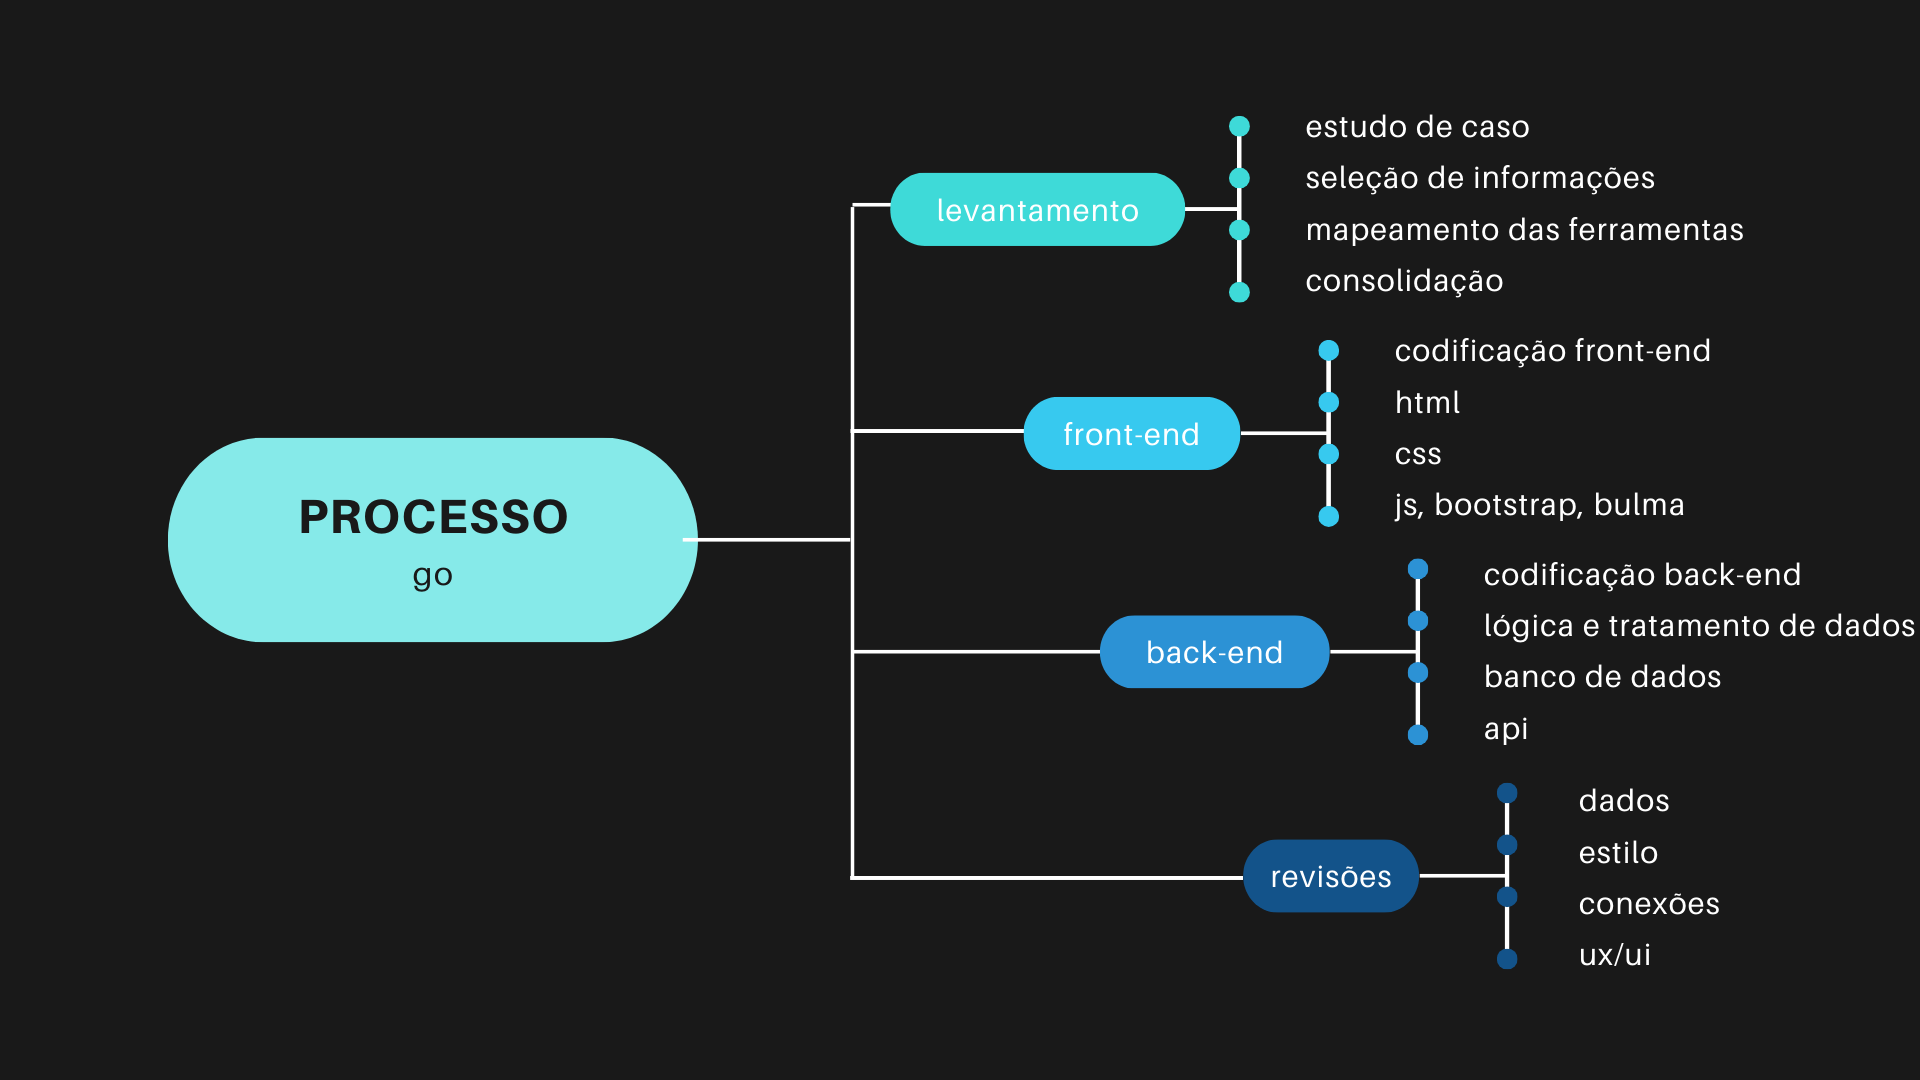 PROCESSO
go
levantamento
estudo de caso
seleção de informações
mapeamento das ferramentas
consolidação
front-end
codificação front-end
html
css
js, bootstrap, bulma
back-end
codificação back-end
lógica e tratamento de dados
banco de dados
api
revisões
dados
estilo
conexões
ux/ui